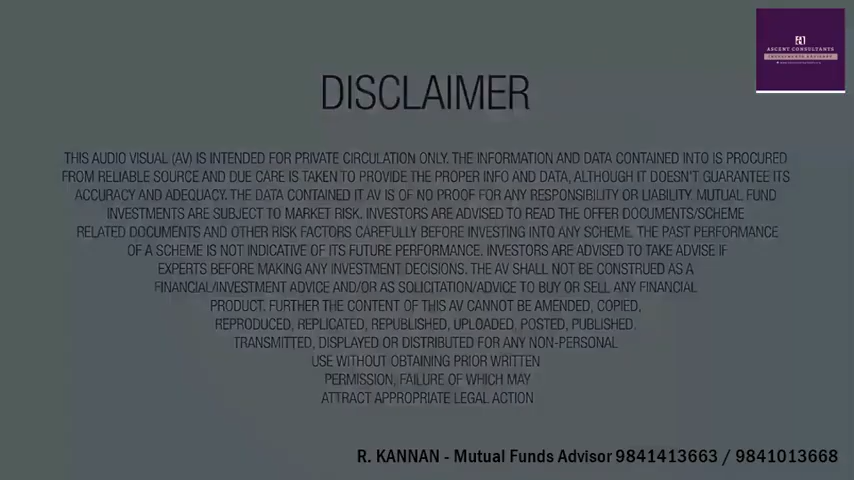 ASCENT CONSULTANTS
INVESTMENTS ADVISORY
DISCLAIMER
THIS AUDIO VISUAL (AV) IS INTENDED FOR PRIVATE CIRCULATION ONLY. THE INFORMATION AND DATA CONTAINED INTO IS PROCURED
FROM RELIABLE SOURCE AND DUE CARE IS TAKEN TO PROVIDE THE PROPER INFO AND DATA, ALTHOUGH IT DOESN'T GUARANTEE ITS
ACCURACY AND ADEQUACY. THE DATA CONTAINED IT AV IS OF NO PROOF FOR ANY RESPONSIBILITY OR LIABILITY. MUTUAL FUND
INVESTMENTS ARE SUBJECT TO MARKET RISK. INVESTORS ARE ADVISED TO READ THE OFFER DOCUMENTS/SCHEME
RELATED DOCUMENTS AND OTHER RISK FACTORS CAREFULLY BEFORE INVESTING INTO ANY SCHEME. THE PAST PERFORMANCE
OF A SCHEME IS NOT INDICATIVE OF ITS FUTURE PERFORMANCE. INVESTORS ARE ADVISED TO TAKE ADVISE IF
EXPERTS BEFORE MAKING ANY INVESTMENT DECISIONS. THE AV SHALL NOT BE CONSTRUED AS A
FINANCIAL/INVESTMENT ADVICE AND/OR AS SOLICITATION/ADVICE TO BUY OR SELL ANY FINANCIAL
PRODUCT. FURTHER THE CONTENT OF THIS AV CANNOT BE AMENDED, COPIED,
REPRODUCED, REPLICATED, REPUBLISHED, UPLOADED, POSTED, PUBLISHED.
TRANSMITTED, DISPLAYED OR DISTRIBUTED FOR ANY NON-PERSONAL
USE WITHOUT OBTAINING PRIOR WRITTEN
PERMISSION, FAILURE OF WHICH MAY
ATTRACT APPROPRIATE LEGAL ACTION
R. KANNAN - Mutual Funds Advisor 9841413663 / 9841013668